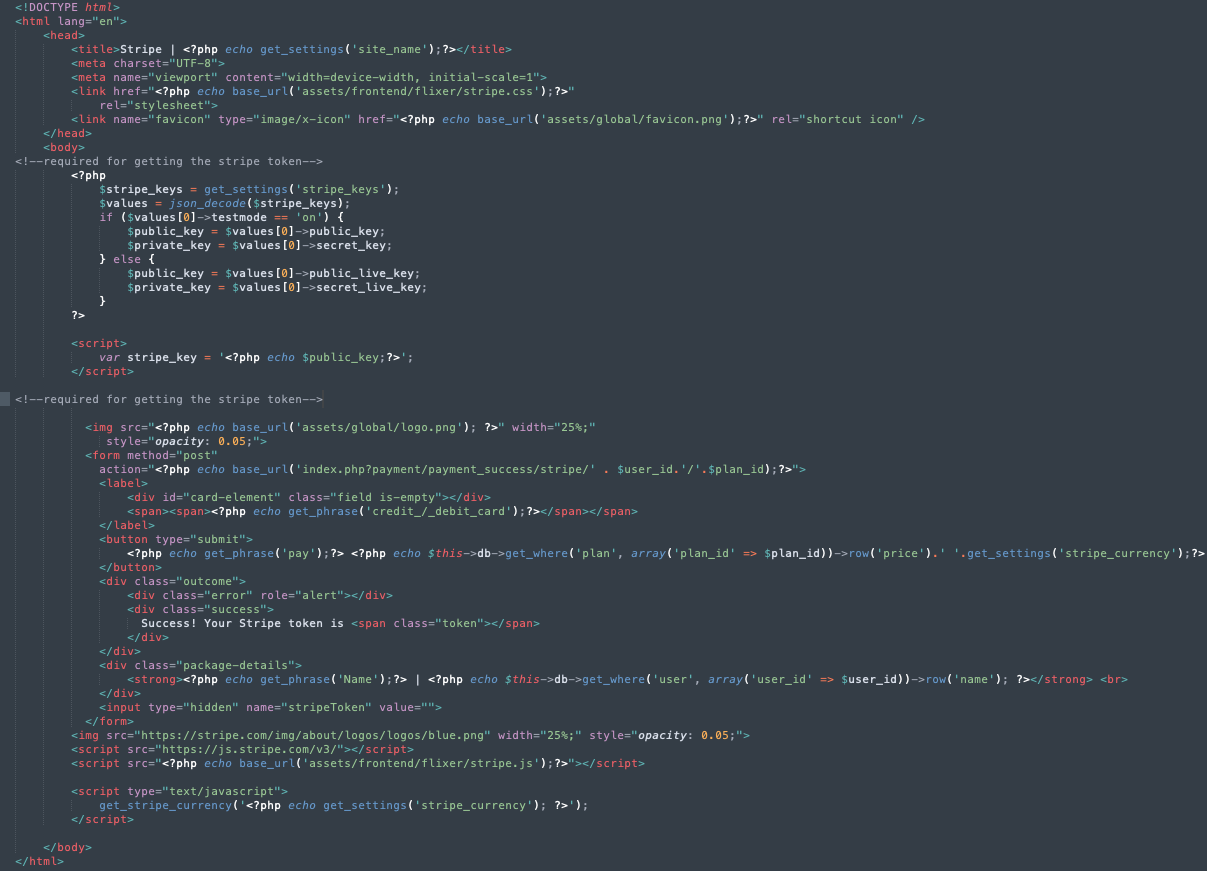 <!DOCTYPE html>
<html lang="en">
    <head>
        <title>Stripe | <?php echo get_settings('site_name');?></title>
        <meta charset="UTF-8">
        <meta name="viewport" content="width=device-width, initial-scale=1">
        <link href="<?php echo base_url('assets/frontend/flixer/stripe.css');?>"
            rel="stylesheet">
        <link name="favicon" type="image/x-icon" href="<?php echo base_url('assets/global/favicon.png');?>" rel="shortcut icon" />
    </head>
    <body>
<!--required for getting the stripe token-->
        <?php
            $stripe_keys = get_settings('stripe_keys');
            $values = json_decode($stripe_keys);
            if ($values[0]->testmode == 'on') {
                $public_key = $values[0]->public_key;
                $private_key = $values[0]->secret_key;
            } else {
                $public_key = $values[0]->public_live_key;
                $private_key = $values[0]->secret_live_key;
            }
        ?>

        <script>
            var stripe_key = '<?php echo $public_key;?>';
        </script>

<!--required for getting the stripe token-->

          <img src="<?php echo base_url('assets/global/logo.png'); ?>" width="25%;"
             style="opacity: 0.05;">
          <form method="post"
            action="<?php echo base_url('index.php?payment/payment_success/stripe/' . $user_id.'/'.$plan_id);?>">
            <label>
                <div id="card-element" class="field is-empty"></div>
                <span><span><?php echo get_phrase('credit_/_debit_card');?></span></span>
            </label>
            <button type="submit">
                <?php echo get_phrase('pay');?> <?php echo $this->db->get_where('plan', array('plan_id' => $plan_id))->row('price').' '.get_settings('stripe_currency');?>
            </button>
            <div class="outcome">
                <div class="error" role="alert"></div>
                <div class="success">
                  Success! Your Stripe token is <span class="token"></span>
                </div>
            </div>
            <div class="package-details">
                <strong><?php echo get_phrase('Name');?> | <?php echo $this->db->get_where('user', array('user_id' => $user_id))->row('name'); ?></strong> <br>
            </div>
            <input type="hidden" name="stripeToken" value="">
          </form>
        <img src="https://stripe.com/img/about/logos/logos/blue.png" width="25%;" style="opacity: 0.05;">
        <script src="https://js.stripe.com/v3/"></script>
        <script src="<?php echo base_url('assets/frontend/flixer/stripe.js');?>"></script>

        <script type="text/javascript">
            get_stripe_currency('<?php echo get_settings('stripe_currency'); ?>');
        </script>

    </body>
</html>